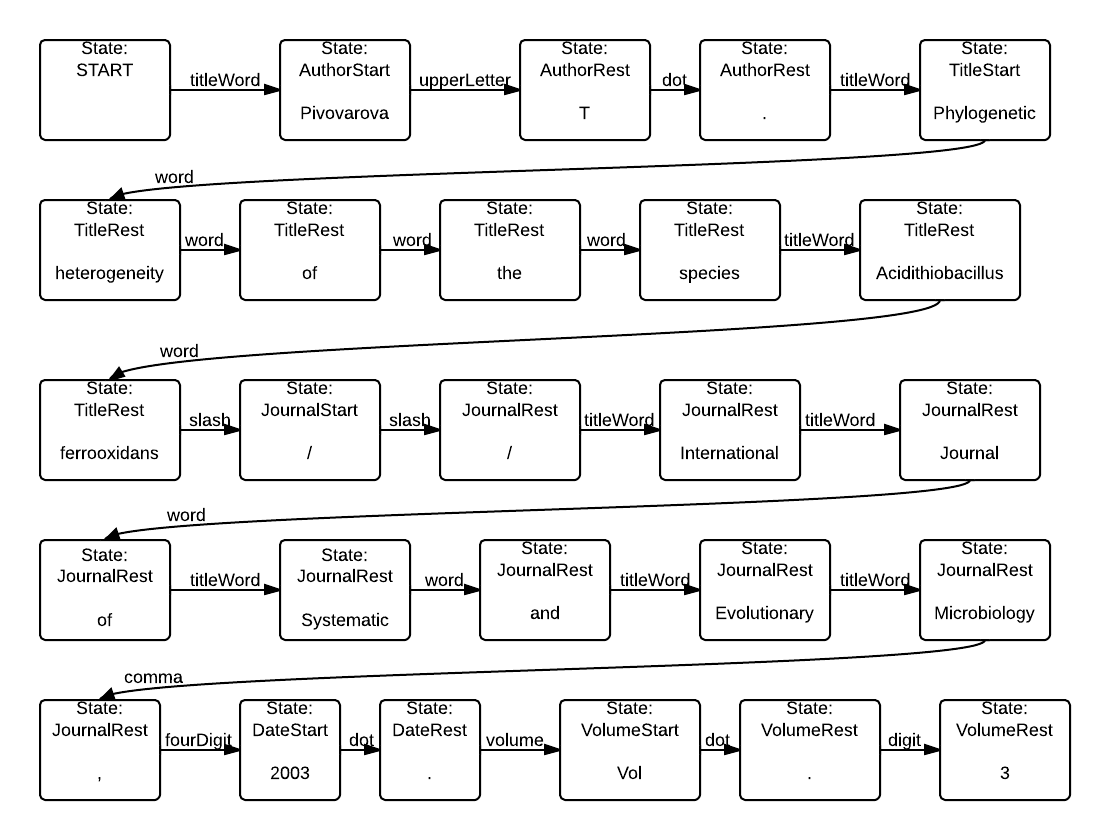 State:
START
titleWord
State:
AuthorStart
Pivovarova
upperLetter
State:
AuthorRest
T
dot
State:
AuthorRest
.
titleWord
State:
TitleStart
Phylogenetic
word
State:
TitleRest
heterogeneity
word
State:
TitleRest
of
word
State:
TitleRest
the
word
State:
TitleRest
species
titleWord
State:
TitleRest
Acidithiobacillus
word
State:
TitleRest
ferrooxidans
slash
State:
JournalStart
/
slash
State:
JournalRest
/
titleWord
State:
JournalRest
International
titleWord
State:
JournalRest
Journal
word
State:
JournalRest
of
titleWord
State:
JournalRest
Systematic
word
State:
JournalRest
and
titleWord
State:
JournalRest
Evolutionary
titleWord
State:
JournalRest
Microbiology
comma
State:
JournalRest
,
fourDigit
State:
DateStart
2003
dot
State:
DateRest
.
volume
State:
VolumeStart
Vol
dot
State:
VolumeRest
.
digit
State:
VolumeRest
3